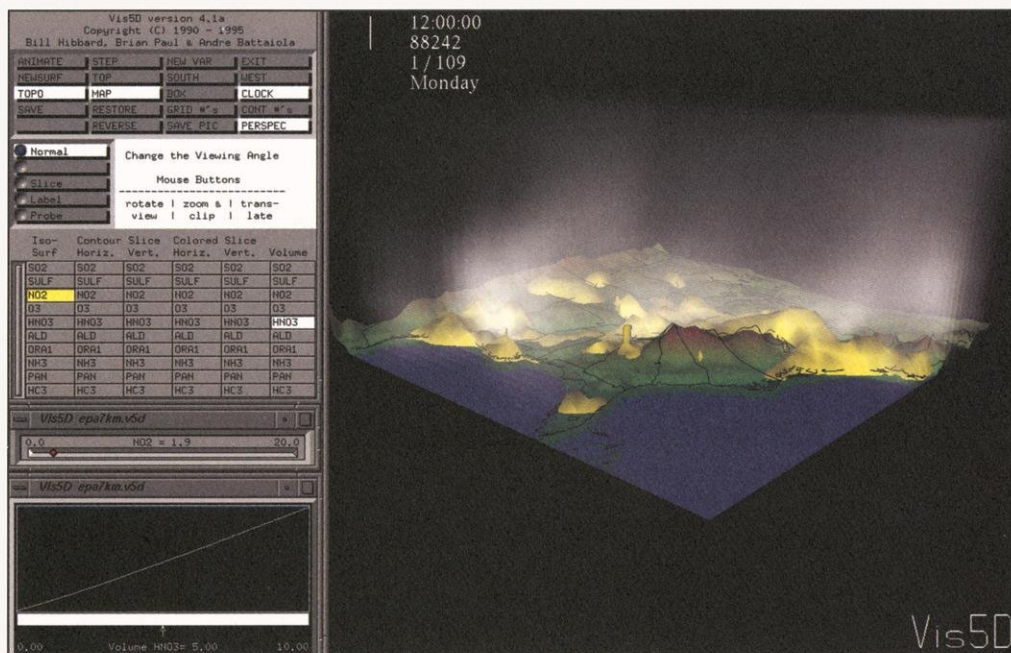 Vis5D version 4.1a
Copyright (C) 1990 - 1995
Bill Hibbard, Brian Paul & Andre Battaiola
ANIMATE STEP NEW VAR EXIT
NEWSURF TOP SOUTH WEST
TOPO MAP BOX CLOCK
SAVE RESTORE GRID #'s CONT #'s
REVERSE SAVE PIC PERSPEC
Normal
Slice
Label
Probe
Change the Viewing Angle
Mouse Buttons
rotate | zoom & | trans-
view | clip | late
Iso- Contour Slice Colored Slice
Surf Horiz. Vert. Horiz. Vert. Volume
SO2 SO2 SO2 SO2 SO2 SO2
SULF SULF SULF SULF SULF SULF
NO2 NO2 NO2 NO2 NO2 NO2
O3 O3 O3 O3 O3 O3
HNO3 HNO3 HNO3 HNO3 HNO3 HNO3
ALD ALD ALD ALD ALD ALD
ORA1 ORA1 ORA1 ORA1 ORA1 ORA1
NH3 NH3 NH3 NH3 NH3 NH3
PAN PAN PAN PAN PAN PAN
HC3 HC3 HC3 HC3 HC3 HC3
Vis5D epa7km.v5d
0.0 NO2 = 1.9 20.0
Vis5D epa7km.v5d
0.00 Volume HNO3= 5.00 10.00
12:00:00
88242
1 / 109
Monday
Vis5D